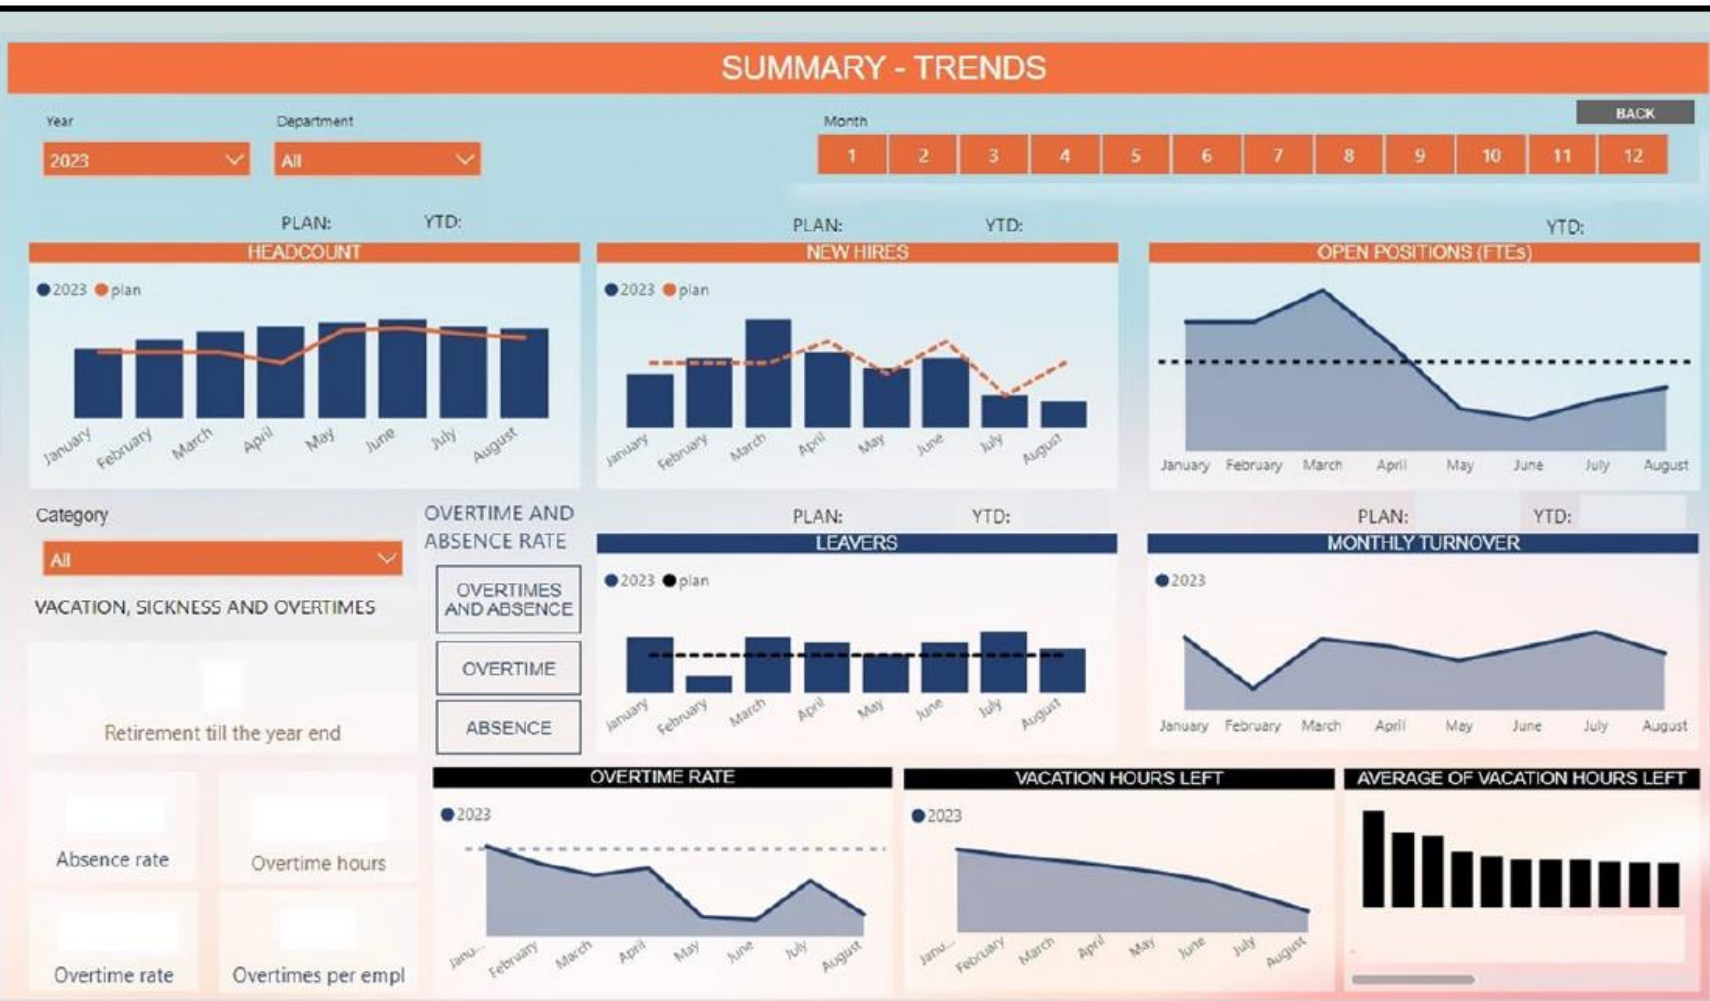 SUMMARY - TRENDS
BACK
Year
Department
Month
2023
All
1 2 3 4 5 6 7 8 9 10 11 12
PLAN: YTD:
HEADCOUNT
2023 plan
January February March April May June July August
PLAN: YTD:
NEW HIRES
2023 plan
January February March April May June July August
YTD:
OPEN POSITIONS (FTEs)
January February March April May June July August
Category
All
VACATION, SICKNESS AND OVERTIMES
Retirement till the year end
Absence rate
Overtime hours
Overtime rate
Overtimes per empl
OVERTIME AND
ABSENCE RATE
OVERTIMES
AND ABSENCE
OVERTIME
ABSENCE
PLAN: YTD:
LEAVERS
2023 plan
January February March April May June July August
PLAN: YTD:
MONTHLY TURNOVER
2023
January February March April May June July August
OVERTIME RATE
2023
Janu... February March April May June July August
VACATION HOURS LEFT
2023
Janu... February March April May June July August
AVERAGE OF VACATION HOURS LEFT